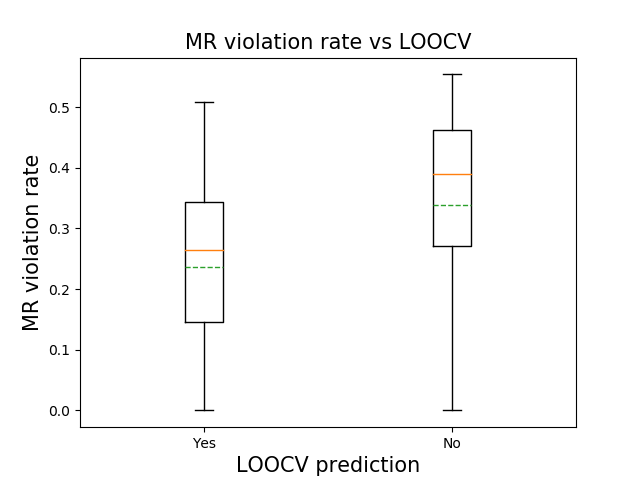 MR violation rate vs LOOCV
MR violation rate
0.5
0.4
0.3
0.2
0.1
0.0
Yes
No
LOOCV prediction